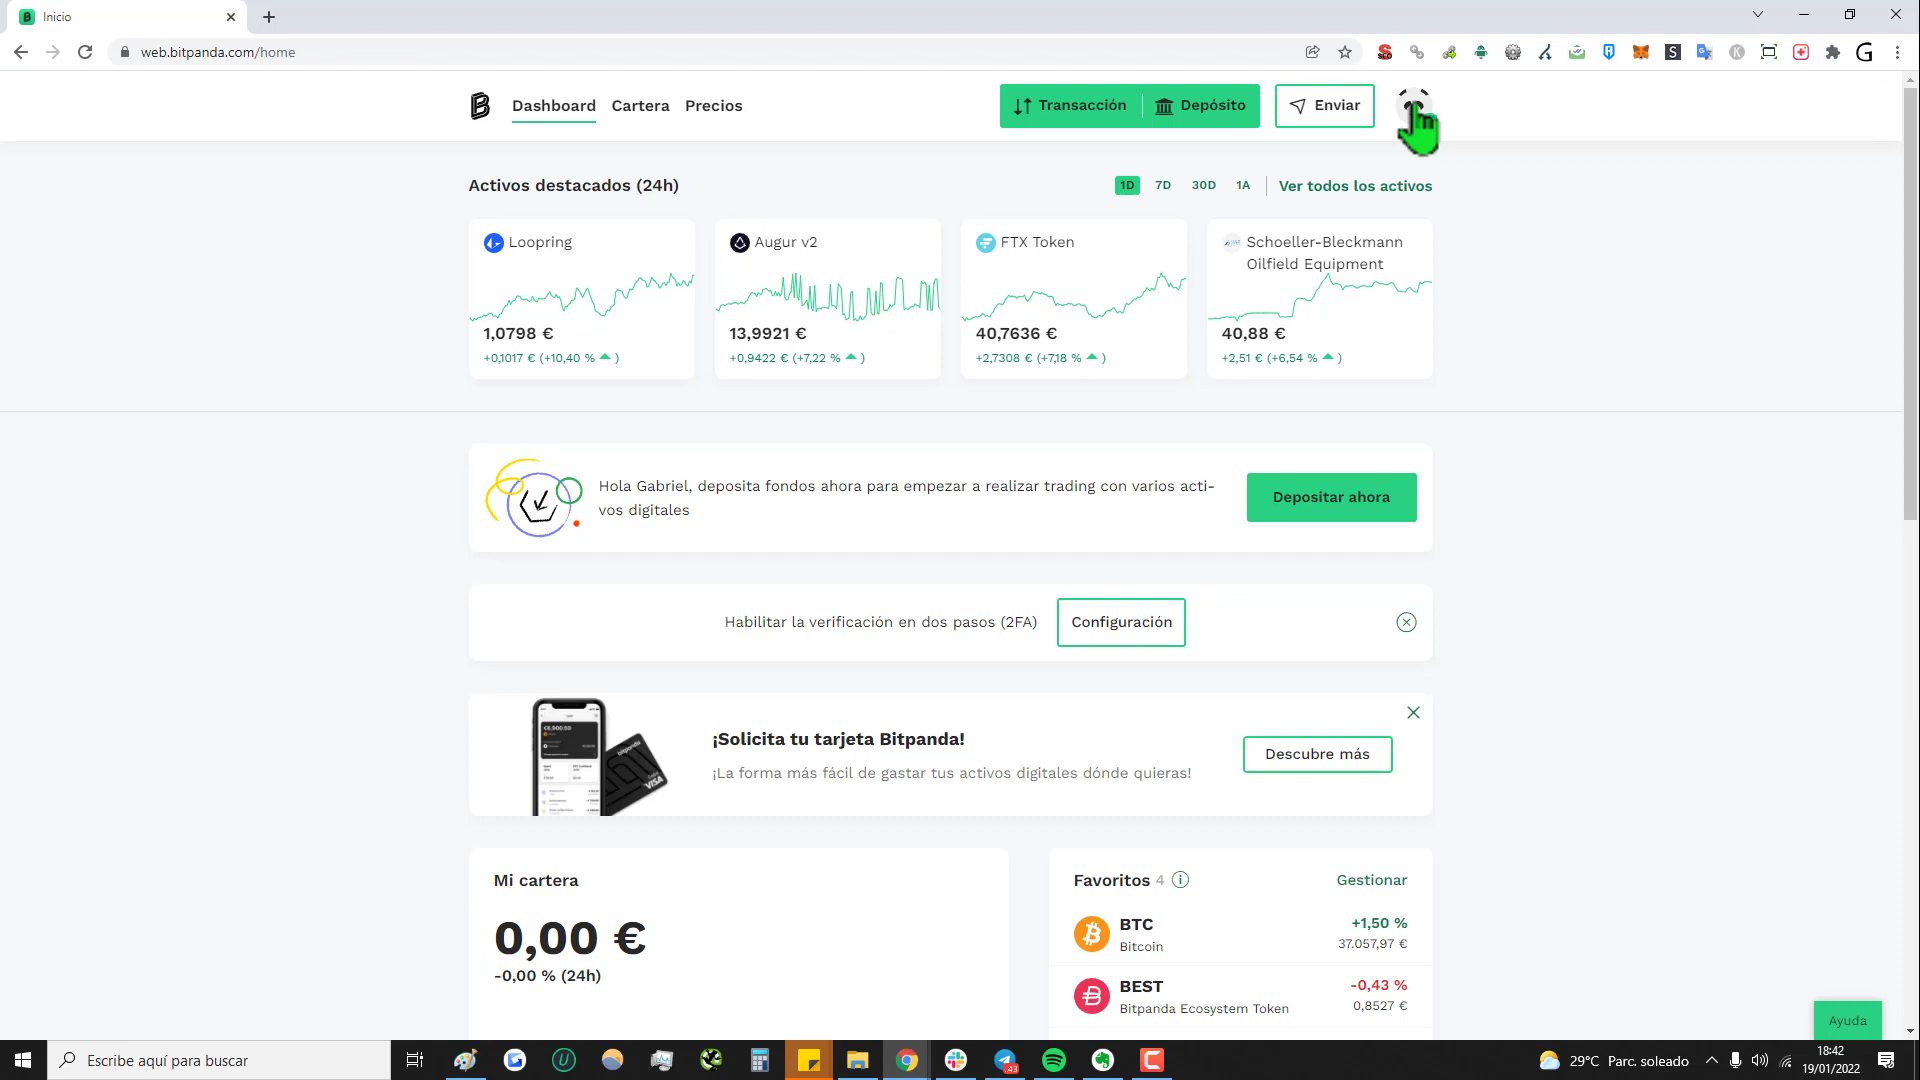 Inicio
web.bitpanda.com/home
Dashboard
Cartera
Precios
Transacción
Depósito
Enviar
Activos destacados (24h)
1D
7D
30D
1A
Ver todos los activos
Loopring
1,0798 €
+0,1017 € (+10,40 % )
Augur v2
13,9921 €
+0,9422 € (+7,22 % )
FTX Token
40,7636 €
+2,7308 € (+7,18 % )
Schoeller-Bleckmann
Oilfield Equipment
40,88 €
+2,51 € (+6,54 % )
Hola Gabriel, deposita fondos ahora para empezar a realizar trading con varios acti-
vos digitales
Depositar ahora
Habilitar la verificación en dos pasos (2FA)
Configuración
¡Solicita tu tarjeta Bitpanda!
¡La forma más fácil de gastar tus activos digitales dónde quieras!
Descubre más
bitpanda
VISA
Mi cartera
0,00 €
-0,00 % (24h)
Favoritos 4
Gestionar
BTC
Bitcoin
+1,50 %
37.057,97 €
BEST
Bitpanda Ecosystem Token
-0,43 %
0,8527 €
Ayuda
Escribe aquí para buscar
43
29°C Parc. soleado
18:42
19/01/2022